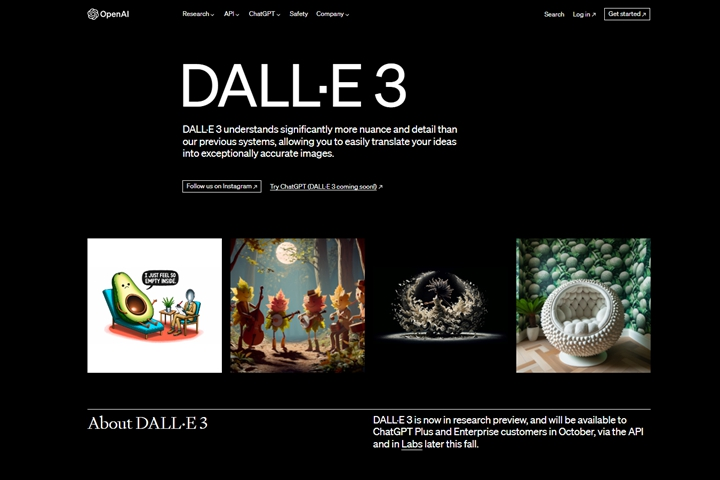 OpenAI
Research API ChatGPT Safety Company
Search Log in ↗ Get started ↗
DALL·E 3
DALL·E 3 understands significantly more nuance and detail than
our previous systems, allowing you to easily translate your ideas
into exceptionally accurate images.
Follow us on Instagram ↗ Try ChatGPT (DALL·E 3 coming soon!) ↗
I JUST FEEL SO
EMPTY INSIDE.
About DALL·E 3
DALL·E 3 is now in research preview, and will be available to
ChatGPT Plus and Enterprise customers in October, via the API
and in Labs later this fall.